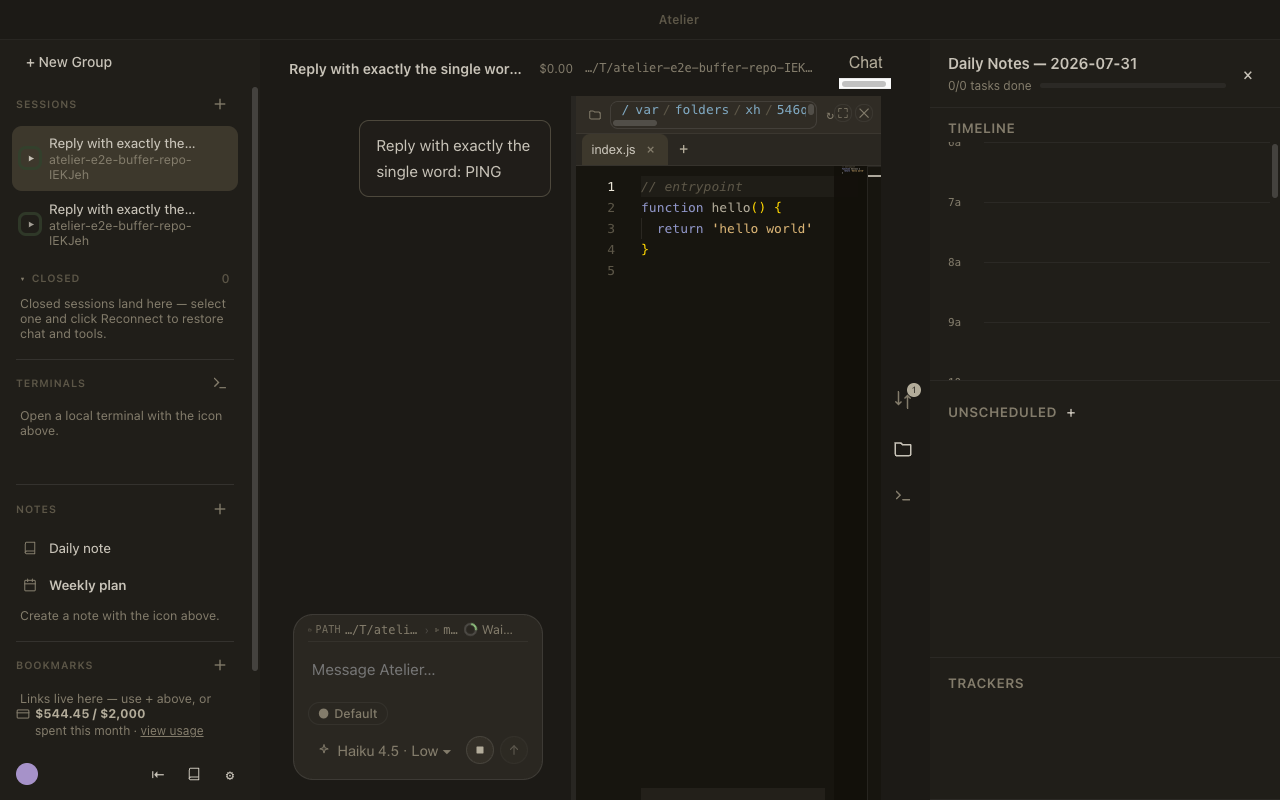 Atelier
+ New Group
SESSIONS
Reply with exactly the...
atelier-e2e-buffer-repo-
IEKJeh
Reply with exactly the...
atelier-e2e-buffer-repo-
IEKJeh
CLOSED 0
Closed sessions land here — select
one and click Reconnect to restore
chat and tools.
TERMINALS
Open a local terminal with the icon
above.
NOTES
Daily note
Weekly plan
Create a note with the icon above.
BOOKMARKS
Links live here — use + above, or
$544.45 / $2,000
spent this month · view usage
Reply with exactly the single wor... $0.00 …/T/atelier-e2e-buffer-repo-IEK… Chat
Reply with exactly the
single word: PING
PATH …/T/ateli… › m… Wai...
Message Atelier...
Default
Haiku 4.5 · Low
/ var / folders / xh /
index.js × +
1 // entrypoint
2 function hello() {
3 return 'hello world'
4 }
5
1
Daily Notes — 2026-07-31 ×
0/0 tasks done
TIMELINE
7a
8a
9a
UNSCHEDULED +
TRACKERS